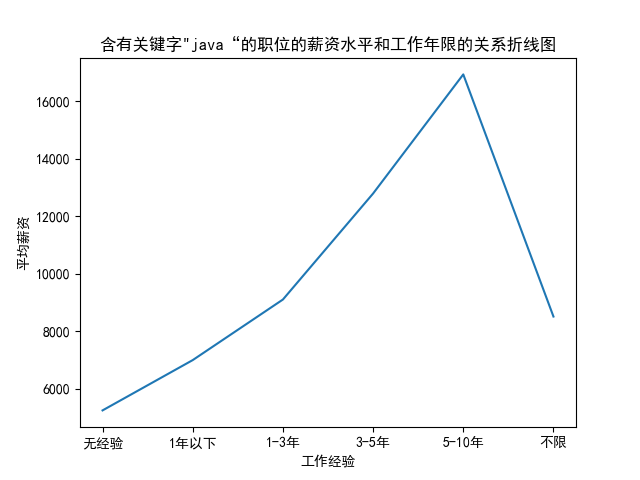 含有关键字"java “的职位的薪资水平和工作年限的关系折线图
平均薪资
16000
14000
12000
10000
8000
6000
无经验 1年以下 1-3年 3-5年 5-10年 不限
工作经验